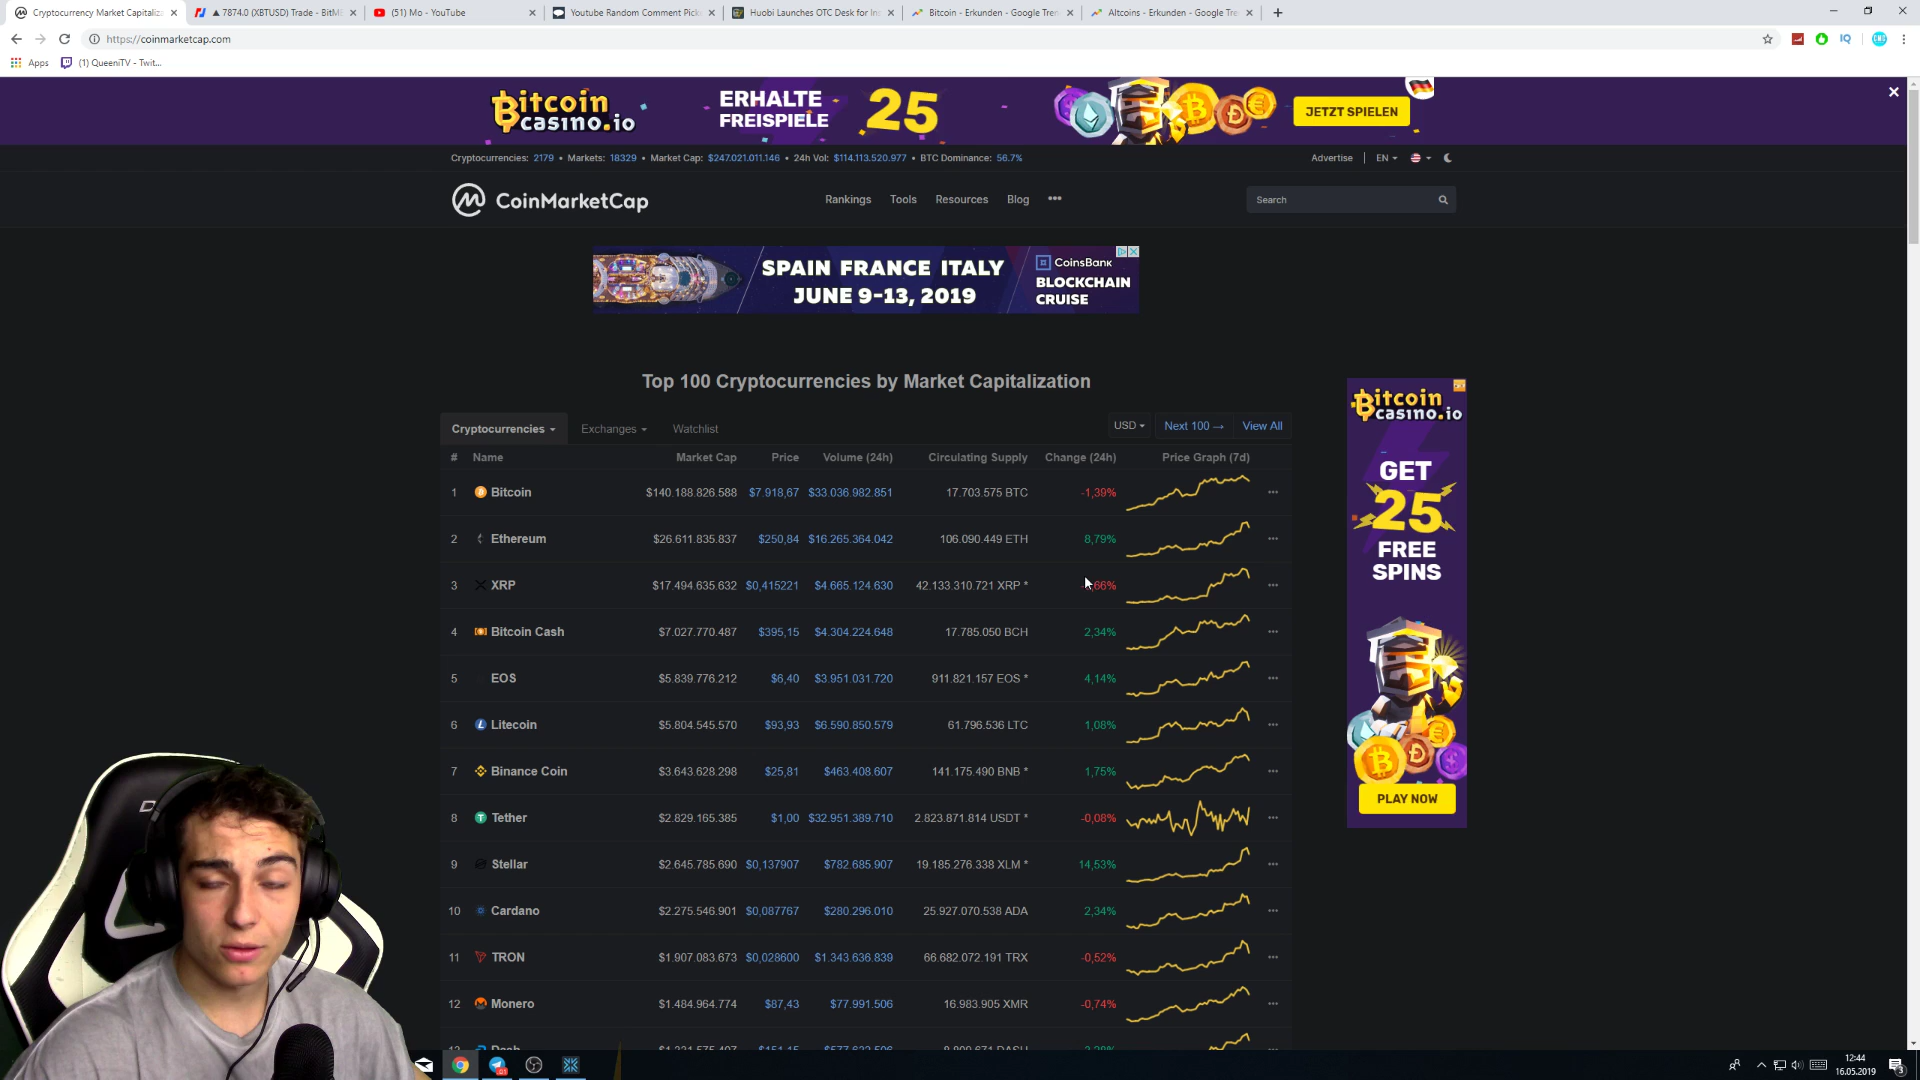 Cryptocurrency Market Capitaliza
▲ 7874.0 (XBTUSD) Trade - BitME
(51) Mo - YouTube
Youtube Random Comment Pick
Huobi Launches OTC Desk for In
Bitcoin - Erkunden - Google Tren
Altcoins - Erkunden - Google Tre
https://coinmarketcap.com
IQ
Apps
(1) QueeniTV - Twit...
Bitcoin casino.io
ERHALTE FREISPIELE
25
JETZT SPIELEN
Cryptocurrencies: 2179 • Markets: 18329 • Market Cap: $247.021.011.146 • 24h Vol: $114.113.520.977 • BTC Dominance: 56.7%
Advertise
EN
CoinMarketCap
Rankings
Tools
Resources
Blog
•••
Search
SPAIN FRANCE ITALY
JUNE 9-13, 2019
COINSBANK
BLOCKCHAIN
CRUISE
Top 100 Cryptocurrencies by Market Capitalization
Cryptocurrencies
Exchanges
Watchlist
USD
Next 100 →
View All
# Name Market Cap Price Volume (24h) Circulating Supply Change (24h) Price Graph (7d)
1 Bitcoin $140.188.826.588 $7.918,67 $33.036.982.851 17.703.575 BTC -1,39%
2 Ethereum $26.611.835.837 $250,84 $16.265.364.042 106.090.449 ETH 8,79%
3 XRP $17.494.635.632 $0,415221 $4.665.124.630 42.133.310.721 XRP * ,66%
4 Bitcoin Cash $7.027.770.487 $395,15 $4.304.224.648 17.785.050 BCH 2,34%
5 EOS $5.839.776.212 $6,40 $3.951.031.720 911.821.157 EOS * 4,14%
6 Litecoin $5.804.545.570 $93,93 $6.590.850.579 61.796.536 LTC 1,08%
7 Binance Coin $3.643.628.298 $25,81 $463.408.607 141.175.490 BNB * 1,75%
8 Tether $2.829.165.385 $1,00 $32.951.389.710 2.823.871.814 USDT * -0,08%
9 Stellar $2.645.785.690 $0,137907 $782.685.907 19.185.276.338 XLM * 14,53%
10 Cardano $2.275.546.901 $0,087767 $280.296.010 25.927.070.538 ADA 2,34%
11 TRON $1.907.083.673 $0,028600 $1.343.636.839 66.682.072.191 TRX -0,52%
12 Monero $1.484.964.774 $87,43 $77.991.506 16.983.905 XMR -0,74%
Bitcoin
casino.io
GET
25
FREE
SPINS
PLAY NOW
12:44
16.05.2019